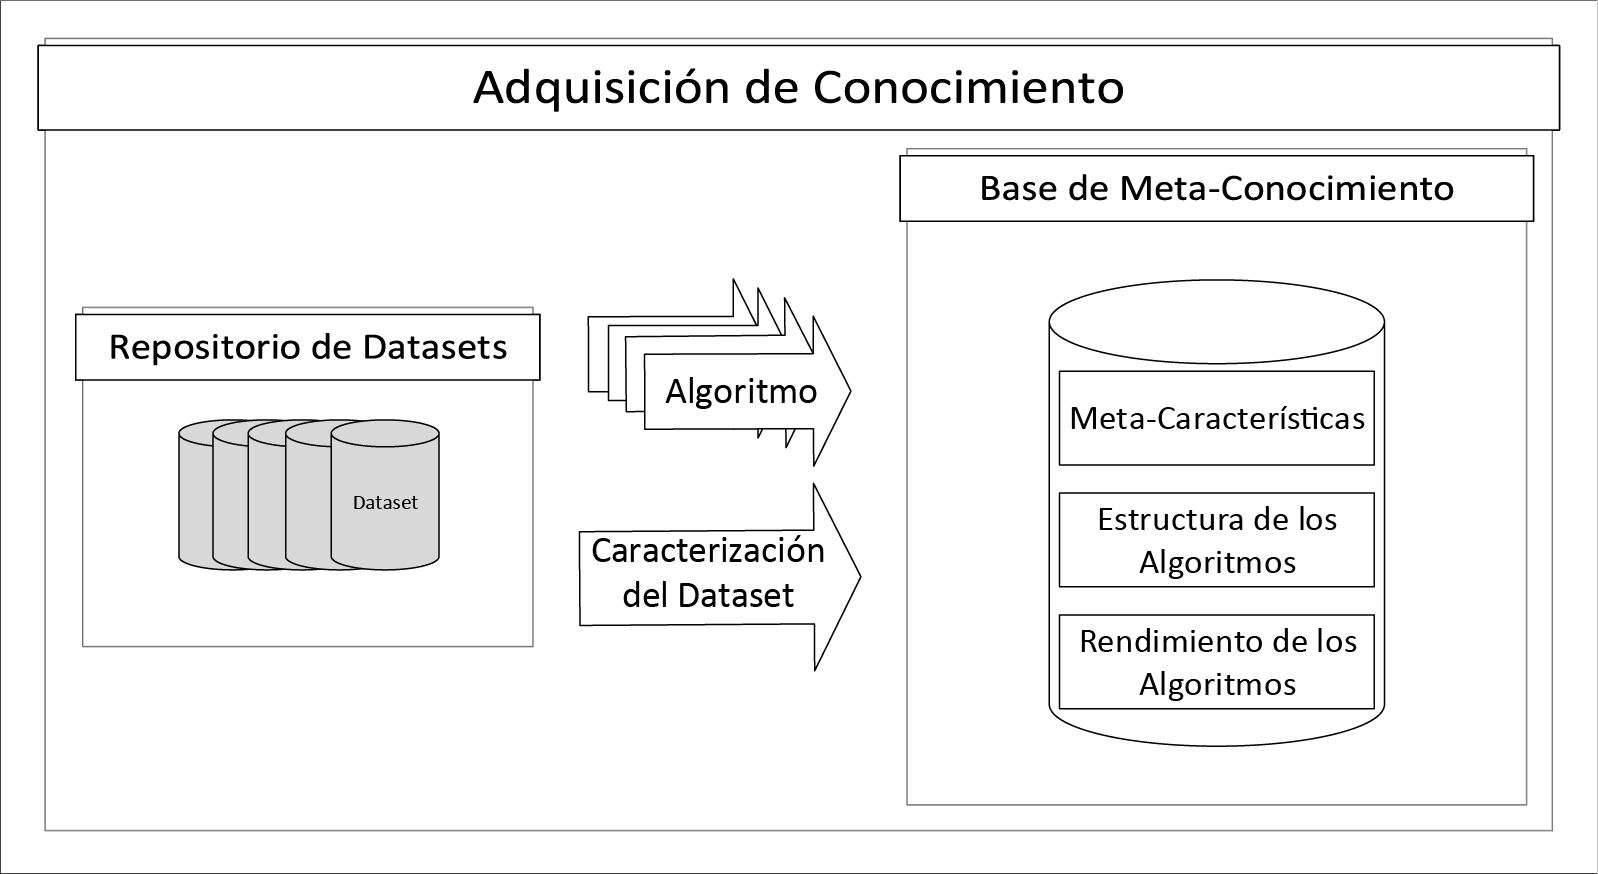 Adquisición de Conocimiento
Base de Meta-Conocimiento
Repositorio de Datasets
Dataset
Algoritmo
Caracterización
del Dataset
Meta-Características
Estructura de los
Algoritmos
Rendimiento de los
Algoritmos